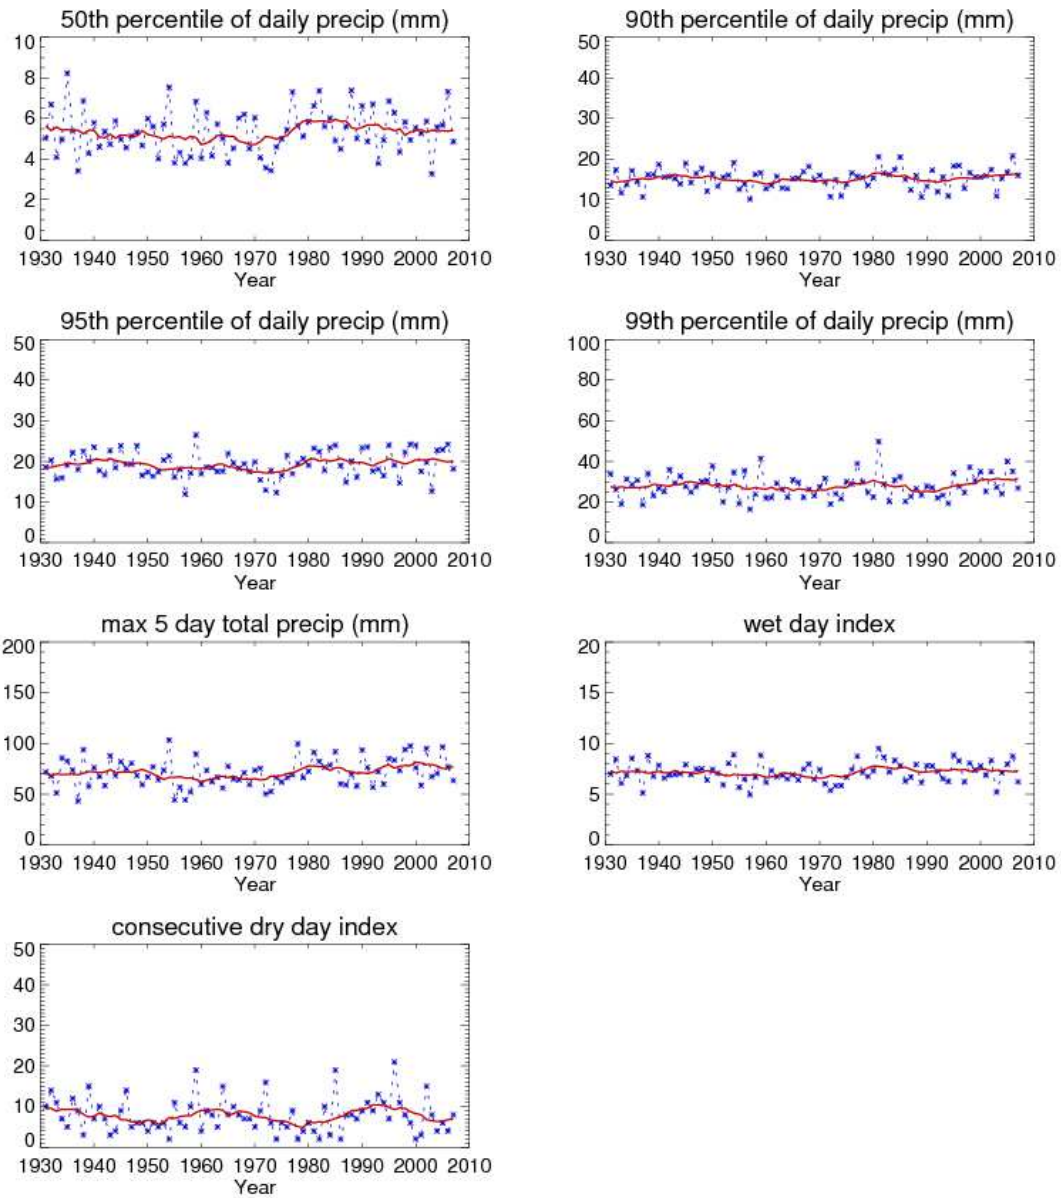 50th percentile of daily precip (mm)
10
8
6
4
2
0
1930 1940 1950 1960 1970 1980 1990 2000 2010
Year
90th percentile of daily precip (mm)
50
40
30
20
10
0
1930 1940 1950 1960 1970 1980 1990 2000 2010
Year
95th percentile of daily precip (mm)
50
40
30
20
10
0
1930 1940 1950 1960 1970 1980 1990 2000 2010
Year
99th percentile of daily precip (mm)
100
80
60
40
20
0
1930 1940 1950 1960 1970 1980 1990 2000 2010
Year
max 5 day total precip (mm)
200
150
100
50
0
1930 1940 1950 1960 1970 1980 1990 2000 2010
Year
wet day index
20
15
10
5
0
1930 1940 1950 1960 1970 1980 1990 2000 2010
Year
consecutive dry day index
50
40
30
20
10
0
1930 1940 1950 1960 1970 1980 1990 2000 2010
Year